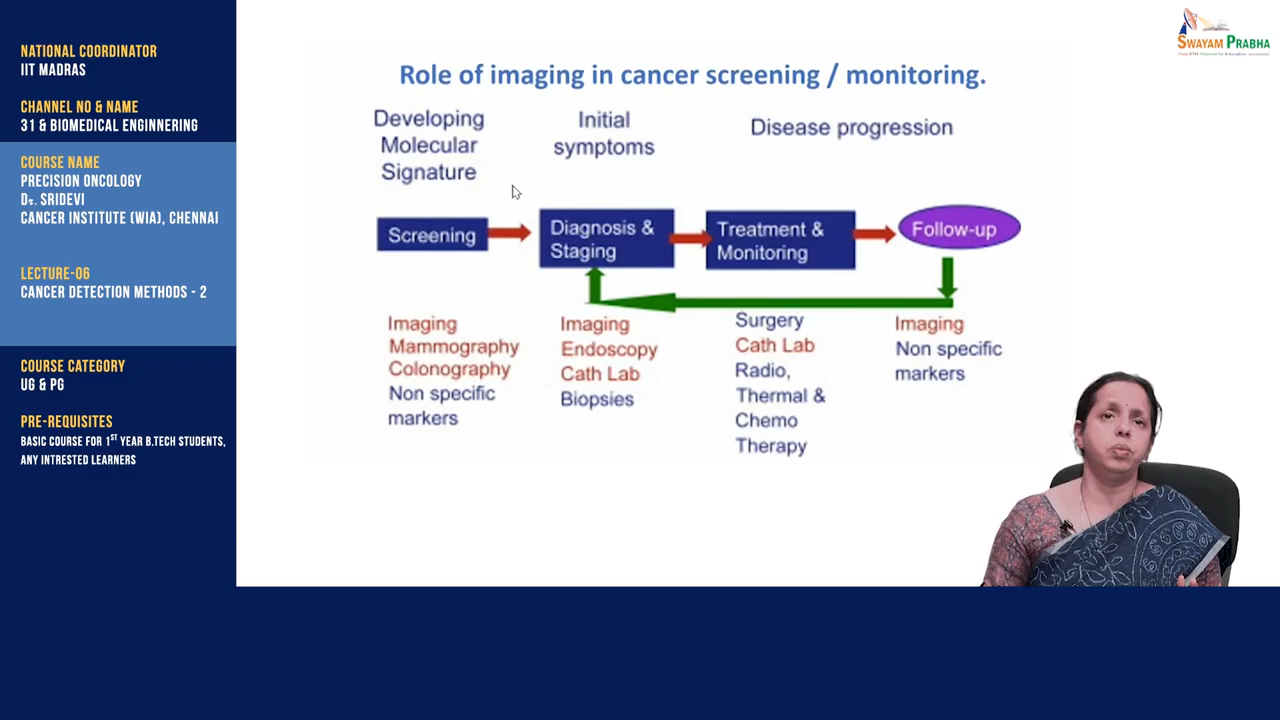 NATIONAL COORDINATOR
IIT MADRAS
CHANNEL NO & NAME
31 & BIOMEDICAL ENGINNERING
COURSE NAME
PRECISION ONCOLOGY
DR. SRIDEVI
CANCER INSTITUTE (WIA), CHENNAI
LECTURE-06
CANCER DETECTION METHODS - 2
COURSE CATEGORY
UG & PG
PRE-REQUISITES
BASIC COURSE FOR 1ST YEAR B.TECH STUDENTS,
ANY INTRESTED LEARNERS
SWAYAM PRABHA
Role of imaging in cancer screening / monitoring.
Developing
Molecular
Signature
Initial
symptoms
Disease progression
Screening
Diagnosis &
Staging
Treatment &
Monitoring
Follow-up
Imaging
Mammography
Colonography
Non specific
markers
Imaging
Endoscopy
Cath Lab
Biopsies
Surgery
Cath Lab
Radio,
Thermal &
Chemo
Therapy
Imaging
Non specific
markers